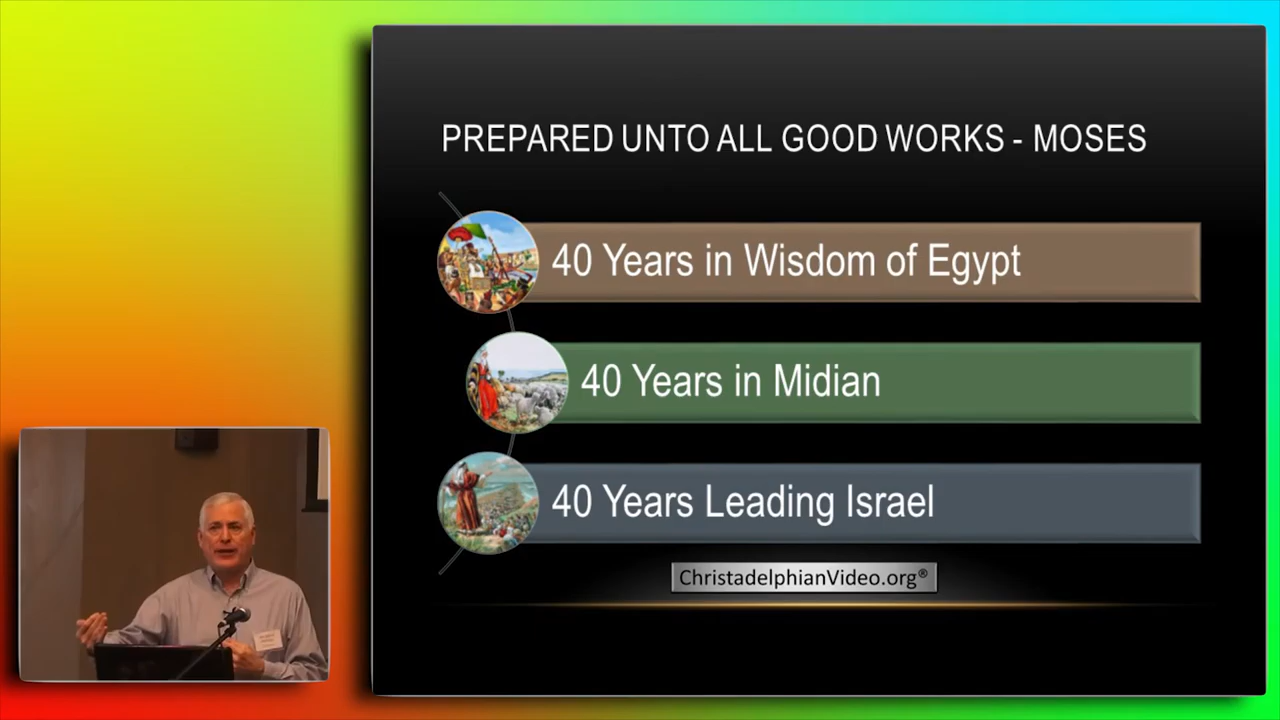 PREPARED UNTO ALL GOOD WORKS - MOSES
40 Years in Wisdom of Egypt
40 Years in Midian
40 Years Leading Israel
ChristadelphianVideo.org®